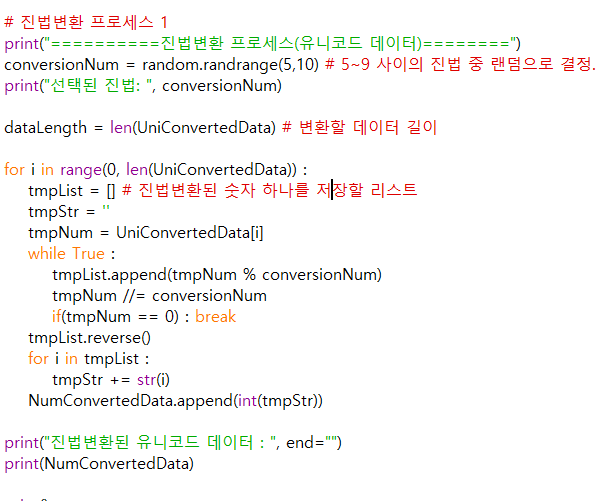 # 진법변환 프로세스 1
print("==========진법변환 프로세스(유니코드 데이터)========")
conversionNum = random.randrange(5,10) # 5~9 사이의 진법 중 랜덤으로 결정.
print("선택된 진법: ", conversionNum)
dataLength = len(UniConvertedData) # 변환할 데이터 길이
for i in range(0, len(UniConvertedData)) :
tmpList = [] # 진법변환된 숫자 하나를 저장할 리스트
tmpStr = ''
tmpNum = UniConvertedData[i]
while True :
tmpList.append(tmpNum % conversionNum)
tmpNum //= conversionNum
if(tmpNum == 0) : break
tmpList.reverse()
for i in tmpList :
tmpStr += str(i)
NumConvertedData.append(int(tmpStr))
print("진법변환된 유니코드 데이터 : ", end="")
print(NumConvertedData)